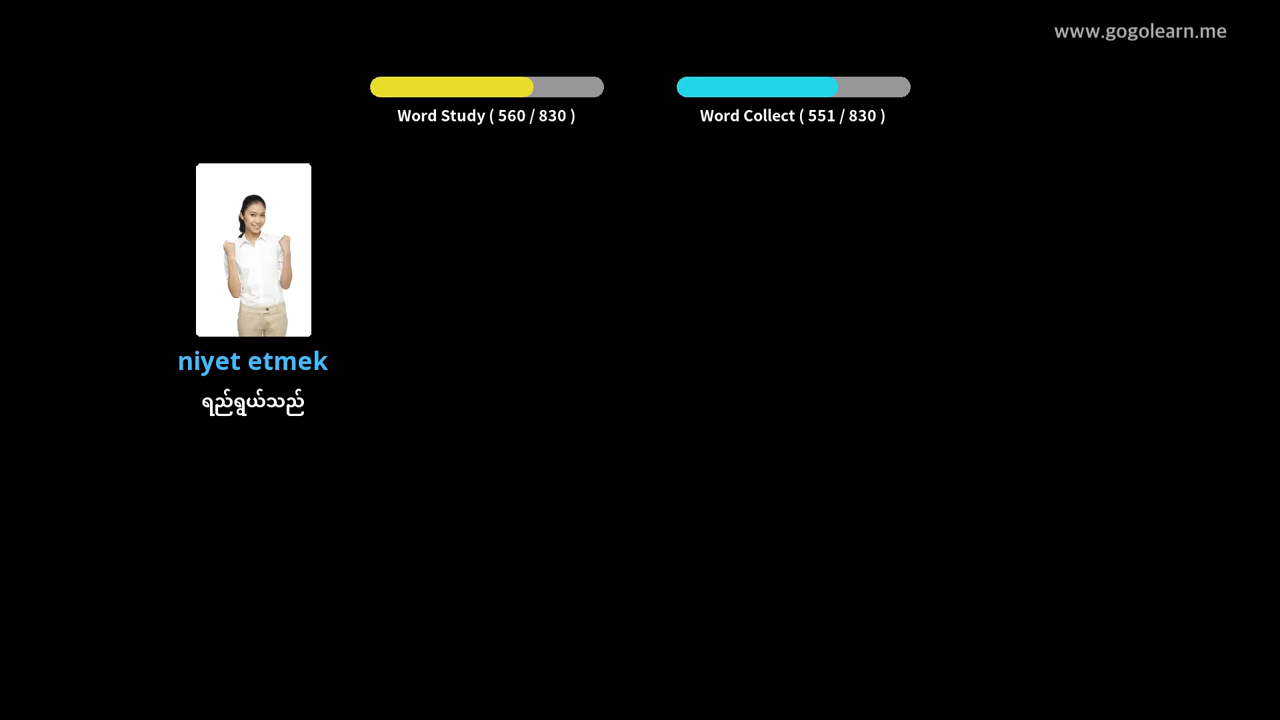 www.gogolearn.me
Word Study ( 560 / 830 )
Word Collect ( 551 / 830 )
niyet etmek
ရည်ရွယ်သည်